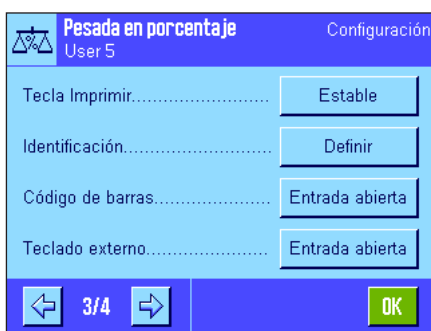 Pesada en porcentaje Configuración
User 5
Tecla Imprimir........................ Estable
Identificación.......................... Definir
Código de barras.................... Entrada abierta
Teclado externo...................... Entrada abierta
3/4 OK